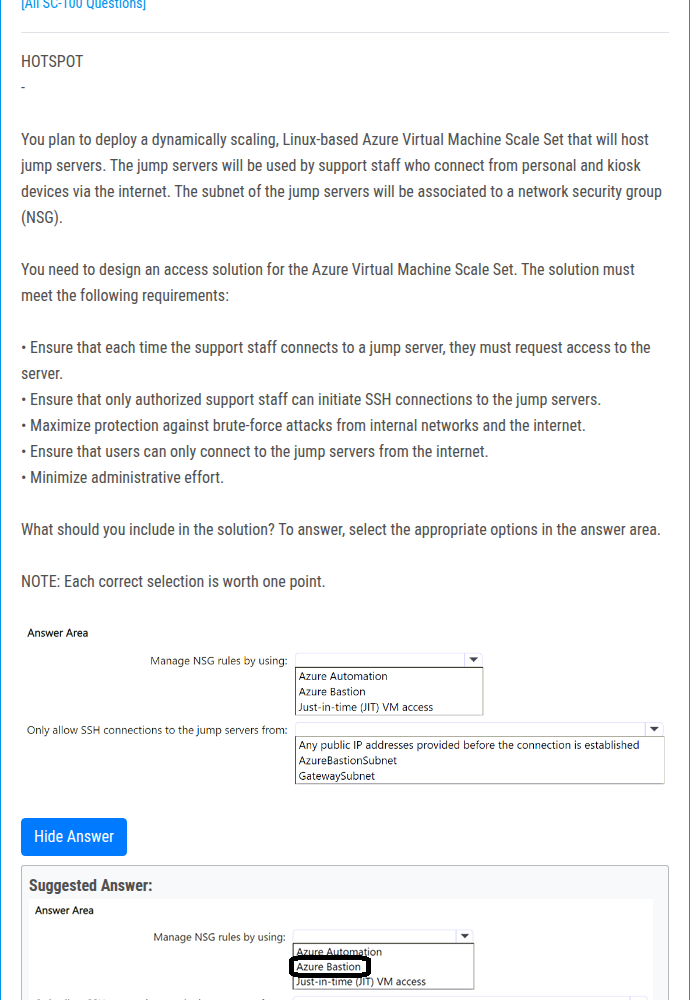 [All SC-100 Questions]
HOTSPOT
-
You plan to deploy a dynamically scaling, Linux-based Azure Virtual Machine Scale Set that will host
jump servers. The jump servers will be used by support staff who connect from personal and kiosk
devices via the internet. The subnet of the jump servers will be associated to a network security group
(NSG).
You need to design an access solution for the Azure Virtual Machine Scale Set. The solution must
meet the following requirements:
• Ensure that each time the support staff connects to a jump server, they must request access to the
server.
• Ensure that only authorized support staff can initiate SSH connections to the jump servers.
• Maximize protection against brute-force attacks from internal networks and the internet.
• Ensure that users can only connect to the jump servers from the internet.
• Minimize administrative effort.
What should you include in the solution? To answer, select the appropriate options in the answer area.
NOTE: Each correct selection is worth one point.
Answer Area
Manage NSG rules by using:
Azure Automation
Azure Bastion
Just-in-time (JIT) VM access
Only allow SSH connections to the jump servers from:
Any public IP addresses provided before the connection is established
AzureBastionSubnet
GatewaySubnet
Hide Answer
Suggested Answer:
Answer Area
Manage NSG rules by using:
Azure Automation
Azure Bastion
Just-in-time (JIT) VM access